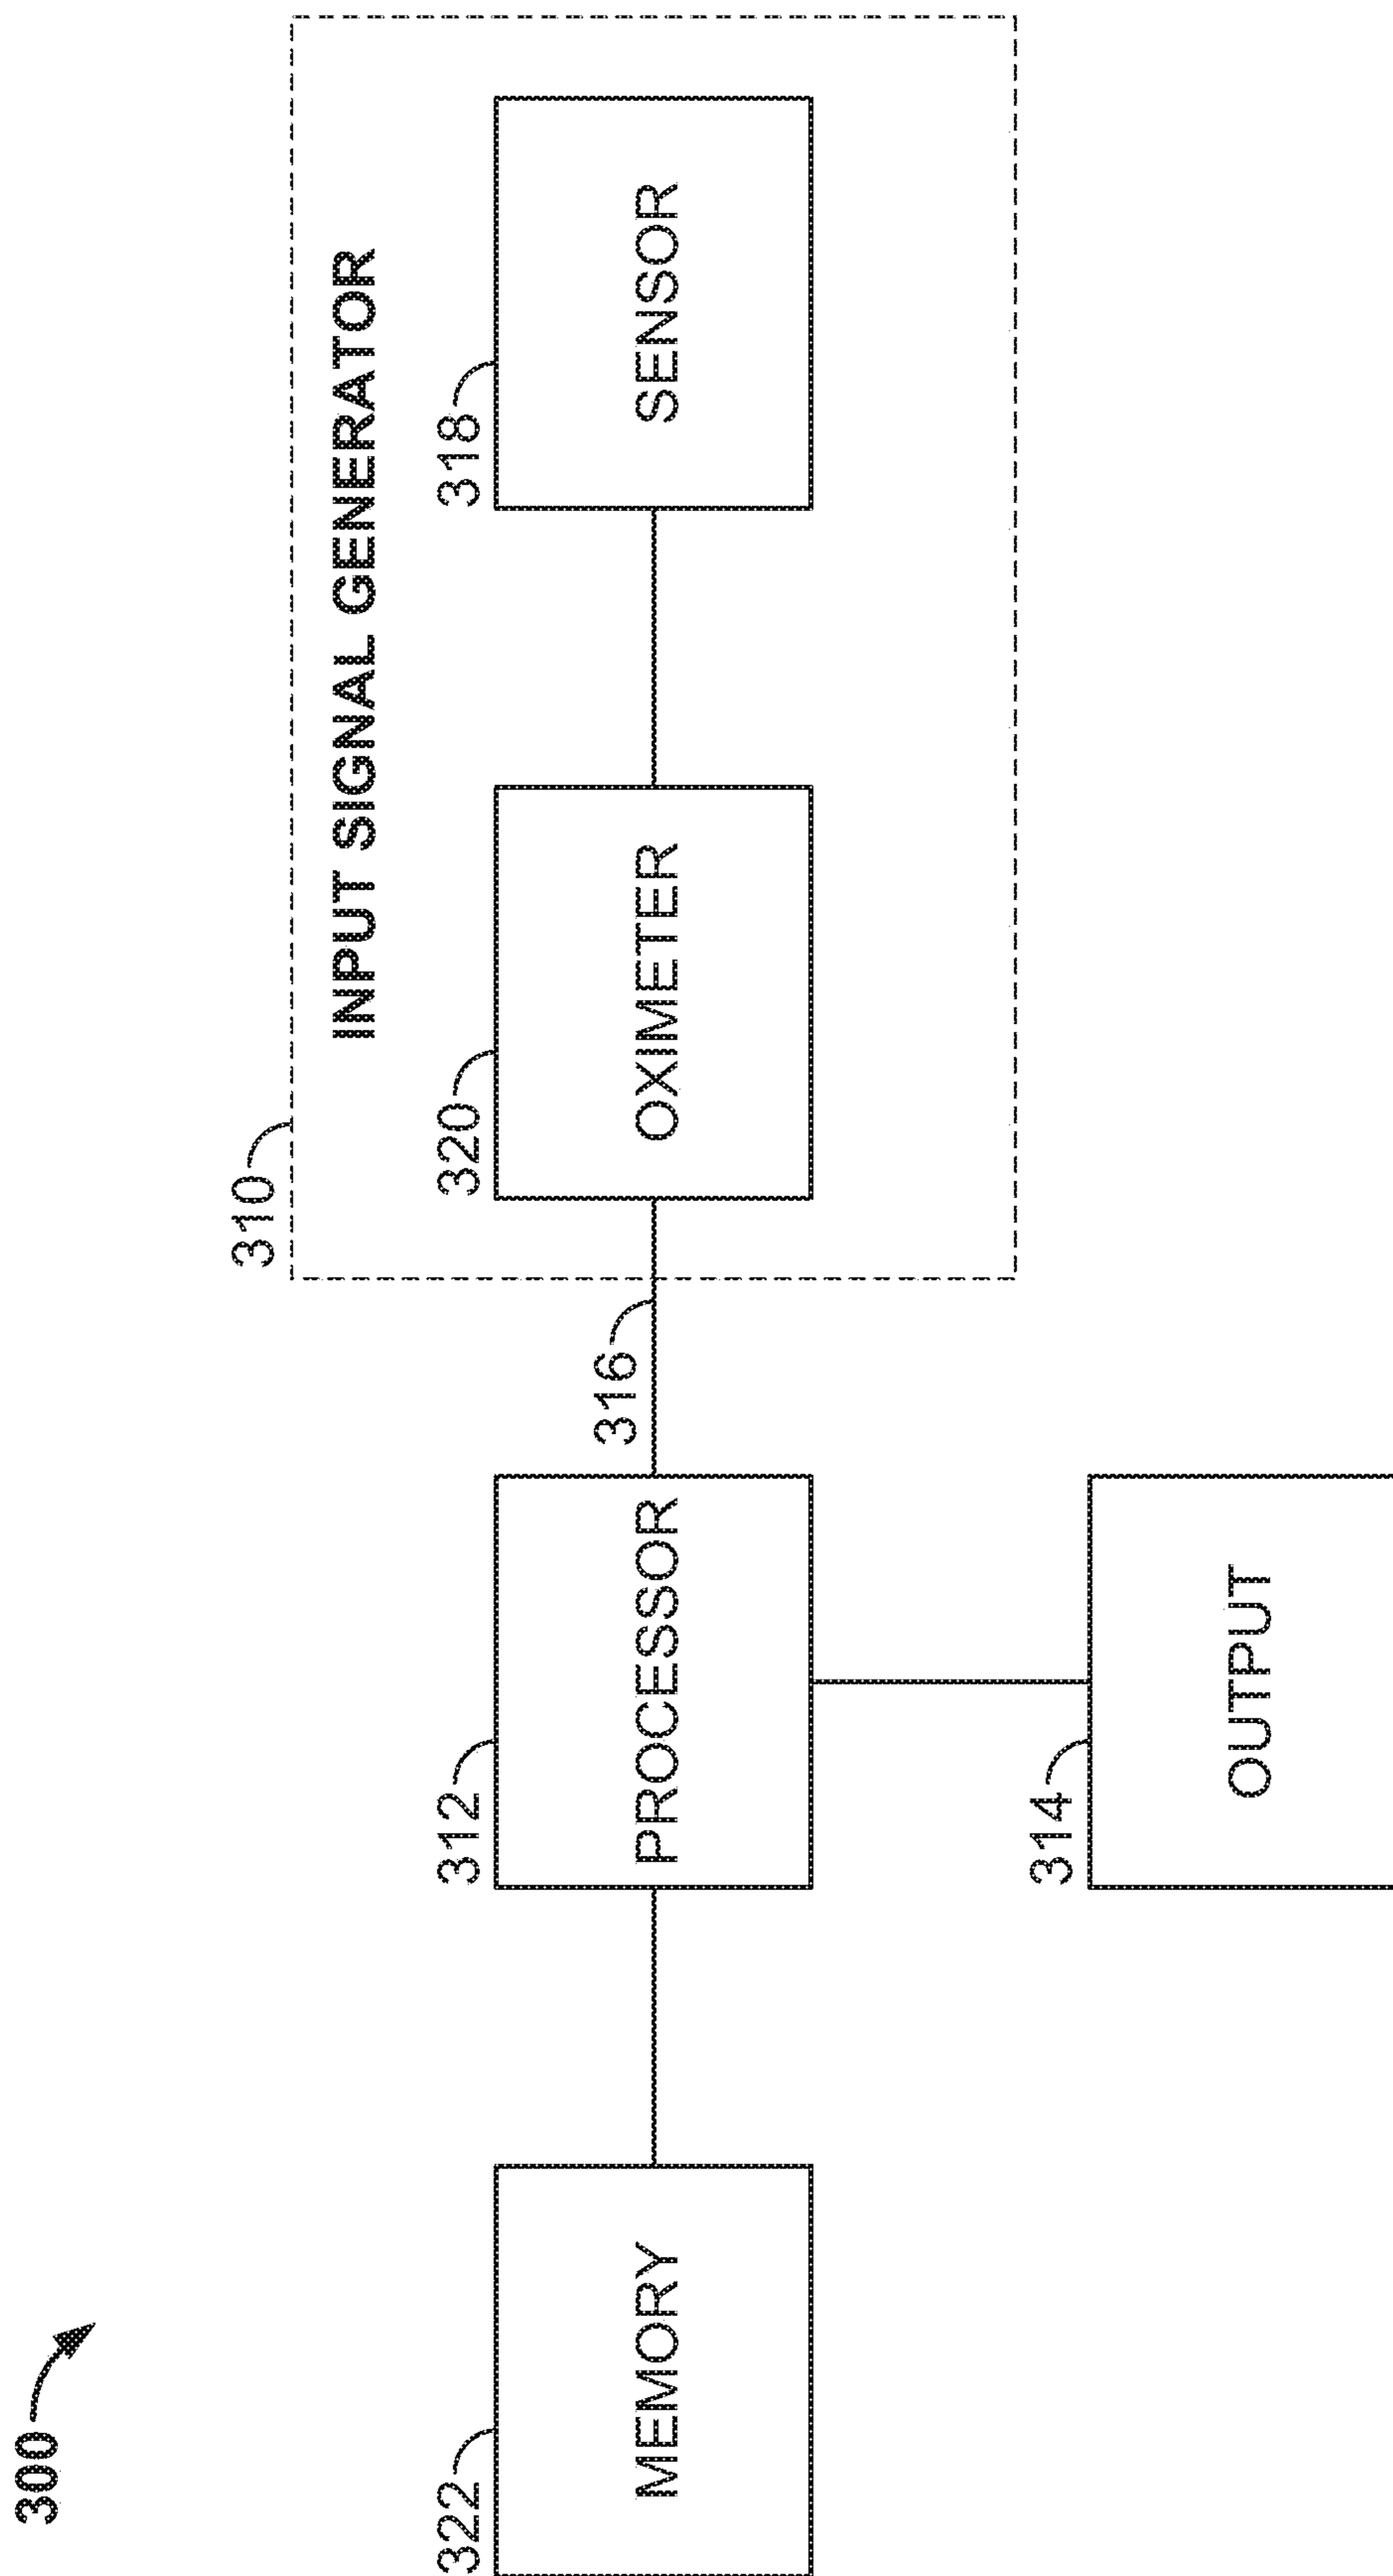 300
310
INPUT SIGNAL GENERATOR
322
312
320
318
316
MEMORY
PROCESSOR
OXIMETER
SENSOR
314
OUTPUT